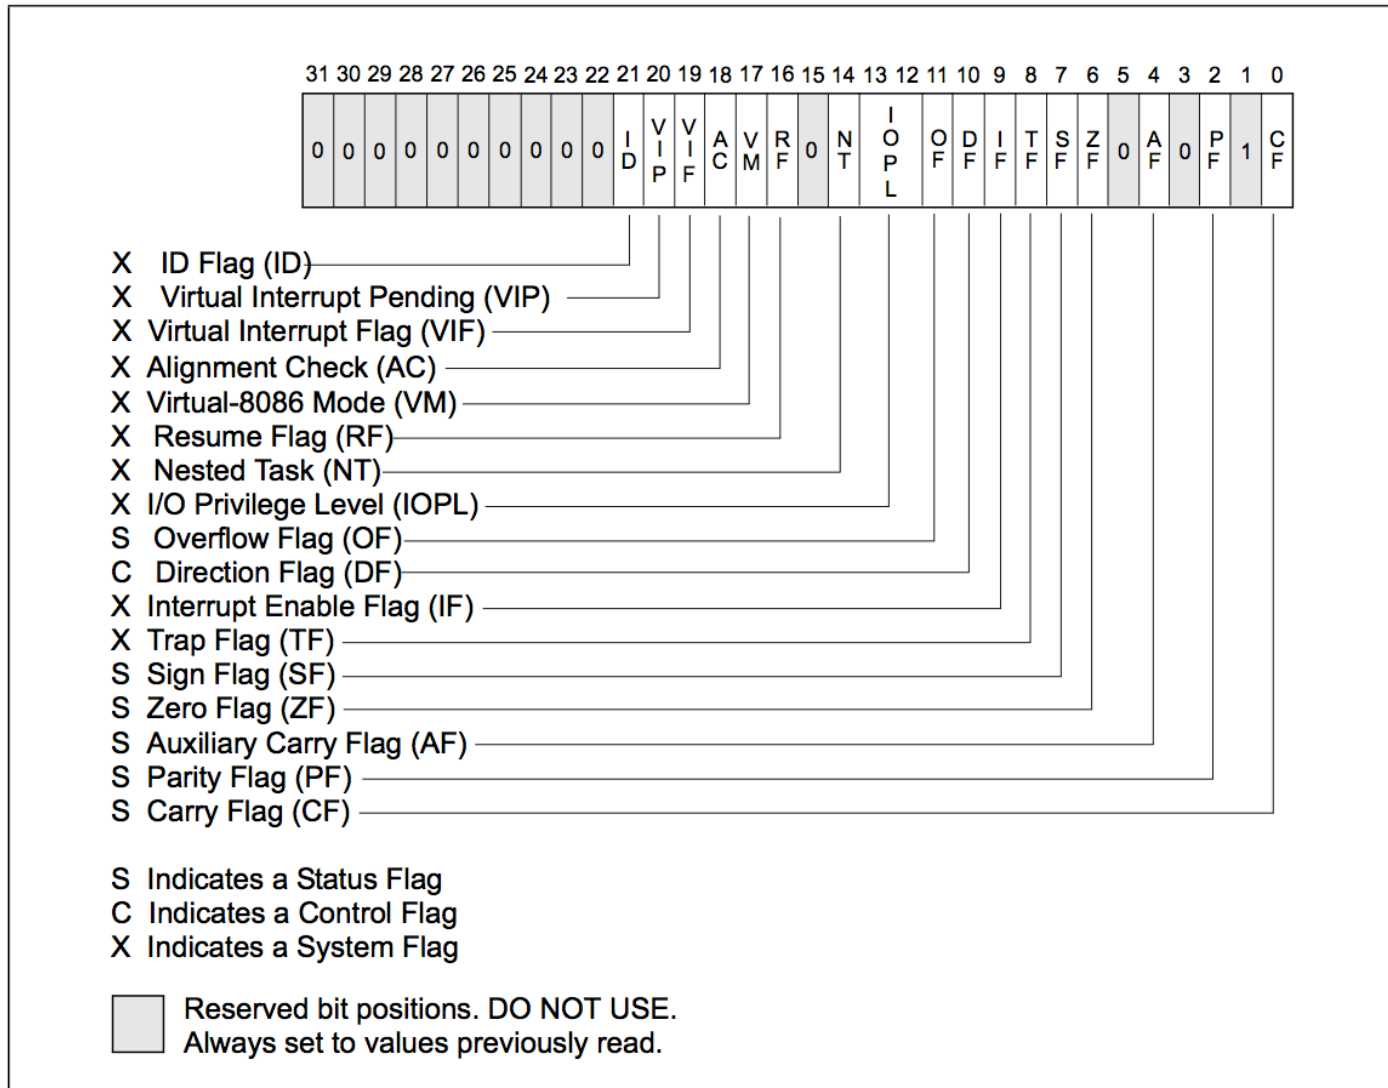 31 30 29 28 27 26 25 24 23 22 21 20 19 18 17 16 15 14 13 12 11 10 9 8 7 6 5 4 3 2 1 0
0 0 0 0 0 0 0 0 0 0 ID VIP VIF AC VM RF 0 NT IOPL OF DF IF TF SF ZF 0 AF 0 PF 1 CF
X ID Flag (ID)
X Virtual Interrupt Pending (VIP)
X Virtual Interrupt Flag (VIF)
X Alignment Check (AC)
X Virtual-8086 Mode (VM)
X Resume Flag (RF)
X Nested Task (NT)
X I/O Privilege Level (IOPL)
S Overflow Flag (OF)
C Direction Flag (DF)
X Interrupt Enable Flag (IF)
X Trap Flag (TF)
S Sign Flag (SF)
S Zero Flag (ZF)
S Auxiliary Carry Flag (AF)
S Parity Flag (PF)
S Carry Flag (CF)
S Indicates a Status Flag
C Indicates a Control Flag
X Indicates a System Flag
Reserved bit positions. DO NOT USE.
Always set to values previously read.